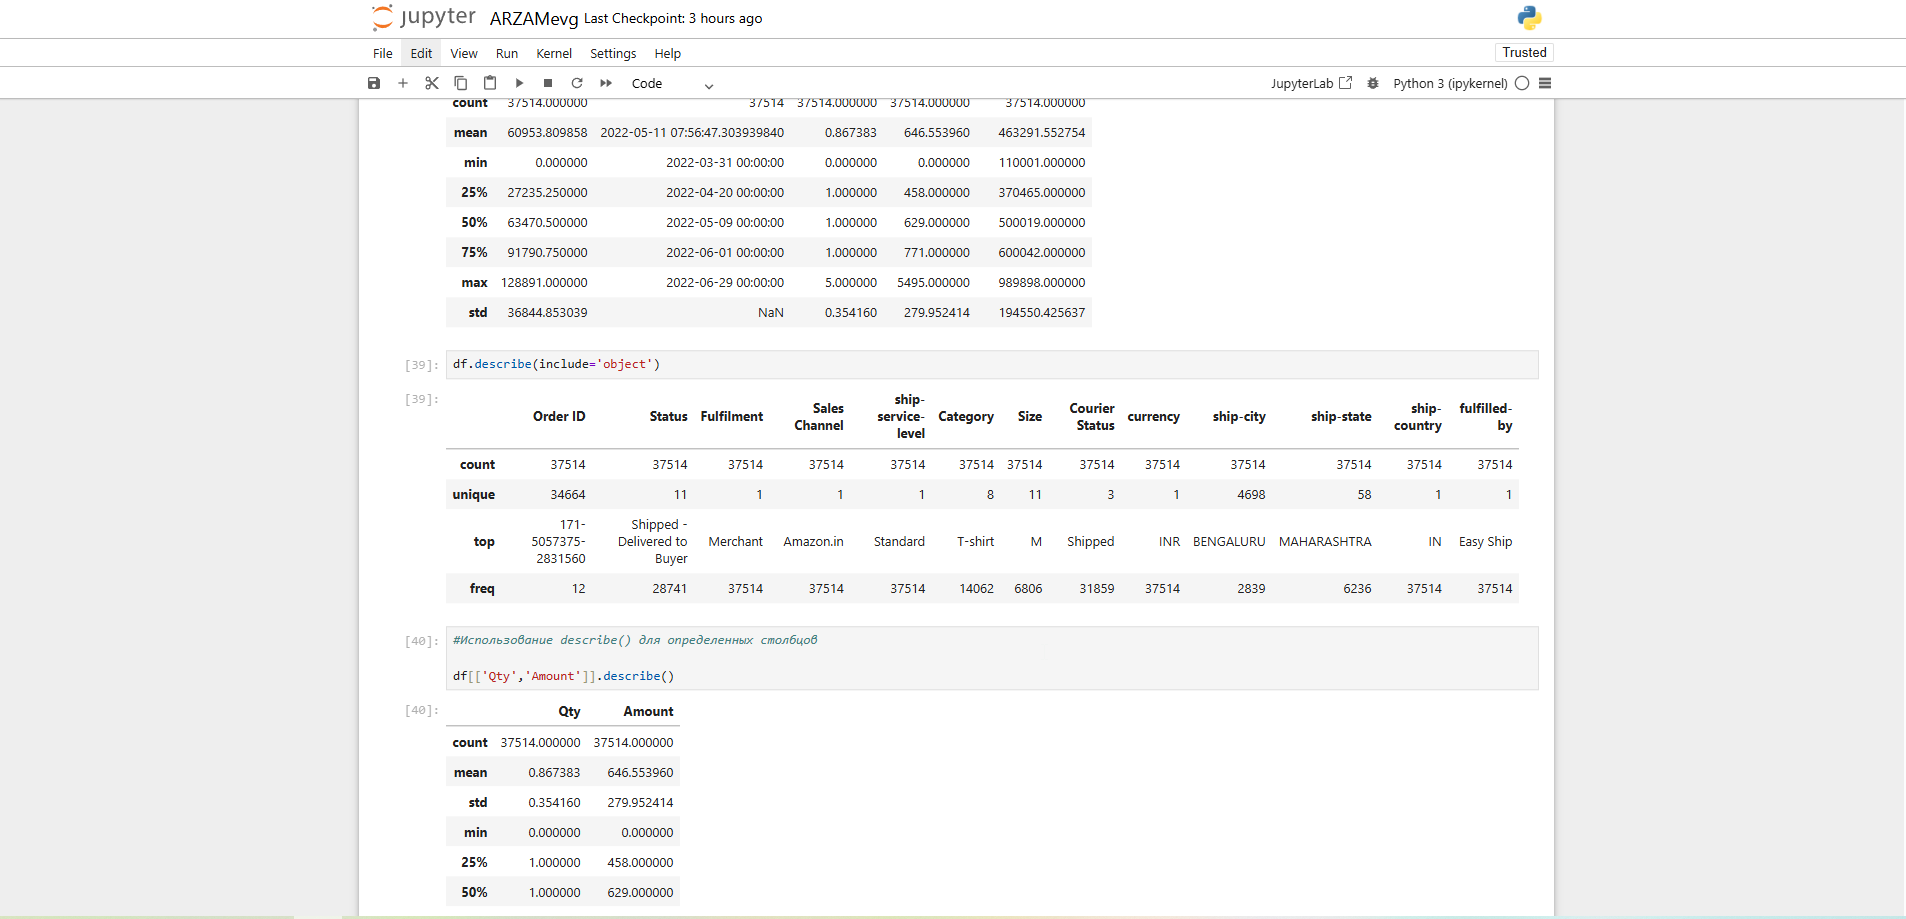 jupyter ARZAMevg Last Checkpoint: 3 hours ago
File Edit View Run Kernel Settings Help Trusted
Code JupyterLab Python 3 (ipykernel)
count 37514.000000 37514 37514.000000 37514.000000 37514.000000
mean 60953.809858 2022-05-11 07:56:47.303939840 0.867383 646.553960 463291.552754
min 0.000000 2022-03-31 00:00:00 0.000000 0.000000 110001.000000
25% 27235.250000 2022-04-20 00:00:00 1.000000 458.000000 370465.000000
50% 63470.500000 2022-05-09 00:00:00 1.000000 629.000000 500019.000000
75% 91790.750000 2022-06-01 00:00:00 1.000000 771.000000 600042.000000
max 128891.000000 2022-06-29 00:00:00 5.000000 5495.000000 989898.000000
std 36844.853039 NaN 0.354160 279.952414 194550.425637
[39]: df.describe(include='object')
[39]:
Order ID Status Fulfilment Sales Channel ship-service-level Category Size Courier Status currency ship-city ship-state ship-country fulfilled-by
count 37514 37514 37514 37514 37514 37514 37514 37514 37514 37514 37514 37514 37514
unique 34664 11 1 1 1 8 11 3 1 4698 58 1 1
top 171-5057375-2831560 Shipped - Delivered to Buyer Merchant Amazon.in Standard T-shirt M Shipped INR BENGALURU MAHARASHTRA IN Easy Ship
freq 12 28741 37514 37514 37514 14062 6806 31859 37514 2839 6236 37514 37514
[40]: #Использование describe() для определенных столбцов
df[['Qty','Amount']].describe()
[40]: Qty Amount
count 37514.000000 37514.000000
mean 0.867383 646.553960
std 0.354160 279.952414
min 0.000000 0.000000
25% 1.000000 458.000000
50% 1.000000 629.000000